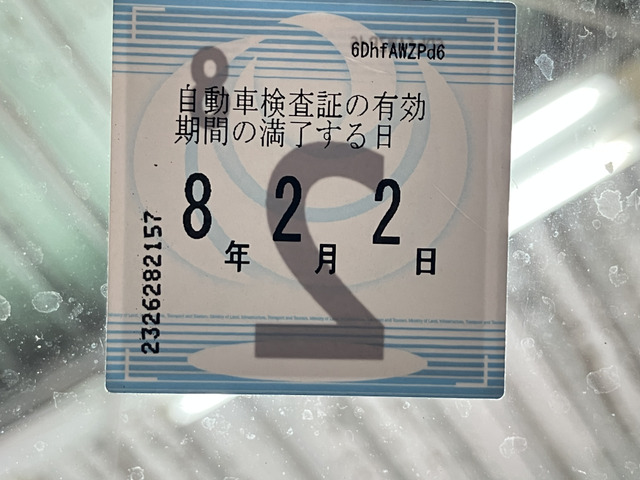 6DhfAWZPd6
自動車検査証の有効
期間の満了する日
8年2月2日
2326282157